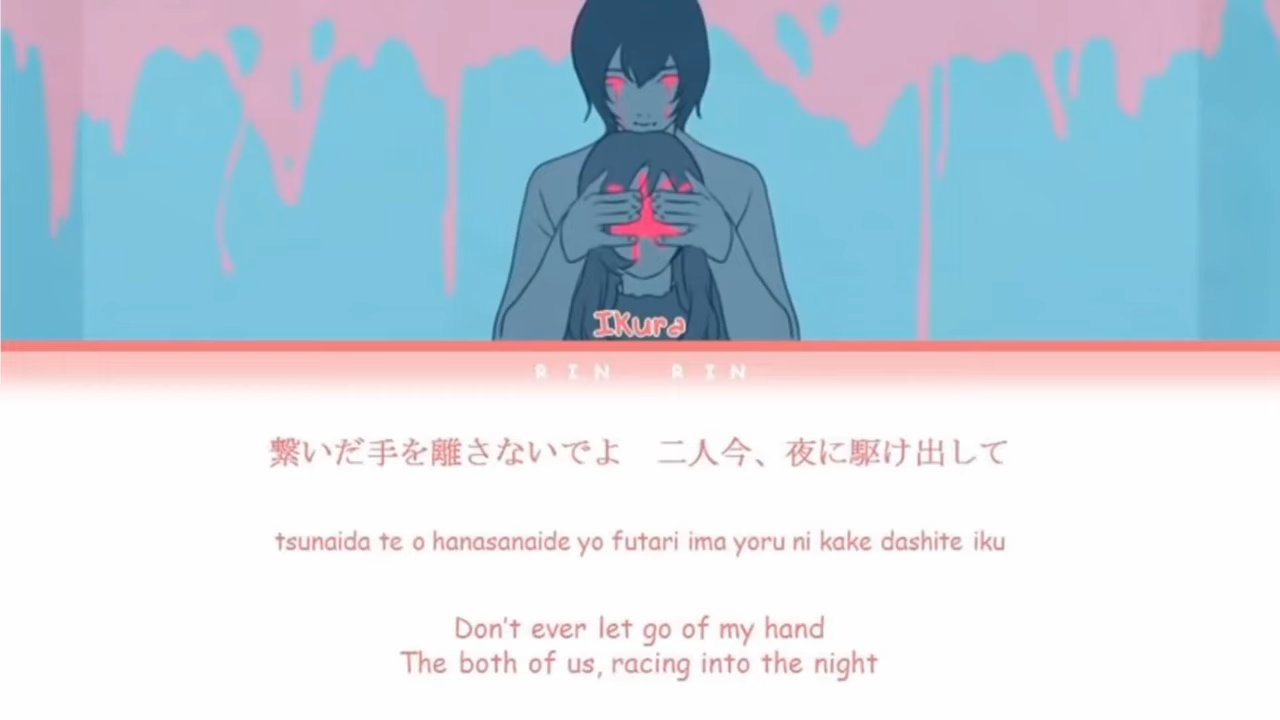 IKura
RIN RIN
繋いだ手を離さないでよ　二人今、夜に駆け出して
tsunaida te o hanasanaide yo futari ima yoru ni kake dashite iku
Don't ever let go of my hand
The both of us, racing into the night